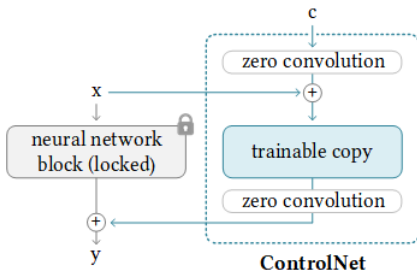 c
zero convolution
x
+
neural network
block (locked)
trainable copy
zero convolution
+
y
ControlNet